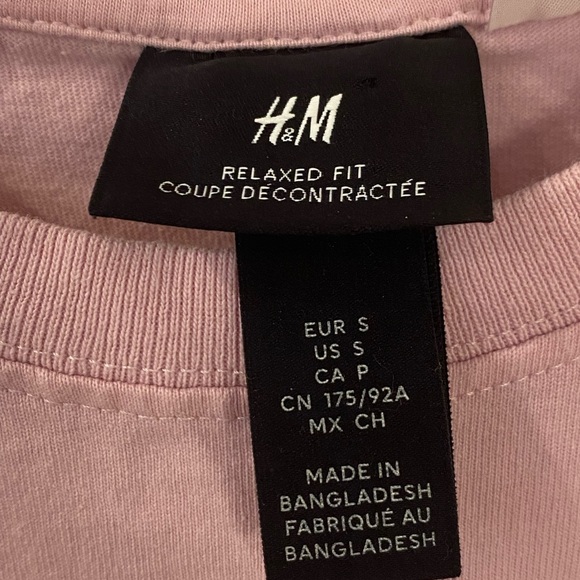 H&M
RELAXED FIT
COUPE DÉCONTRACTÉE
EUR S
US S
CA P
CN 175/92A
MX CH
MADE IN
BANGLADESH
FABRIQUÉ AU
BANGLADESH